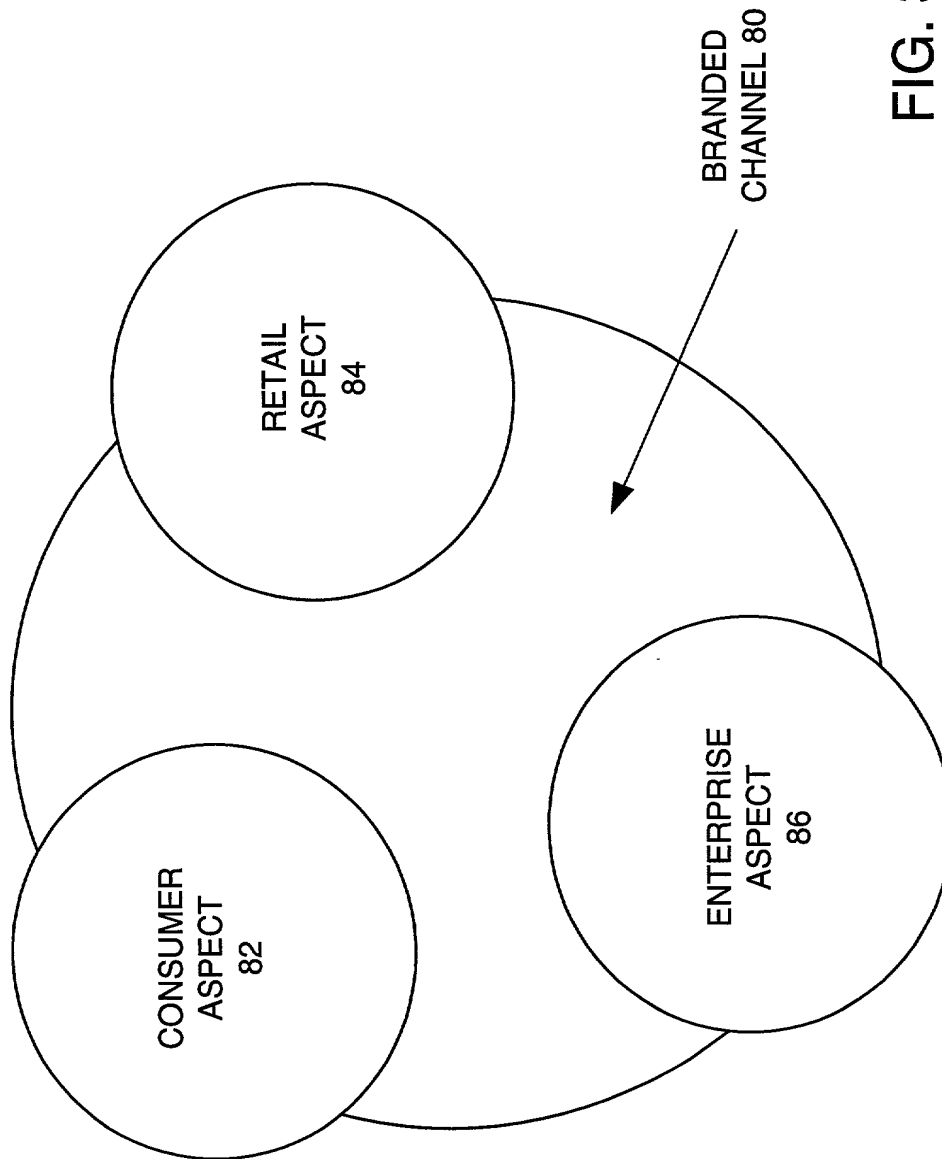 CONSUMER
ASPECT
82
RETAIL
ASPECT
84
ENTERPRISE
ASPECT
86
BRANDED
CHANNEL 80
FIG.